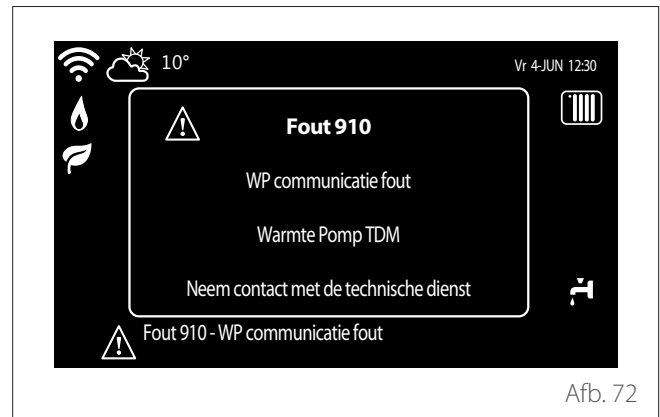 10°
Vr 4-JUN 12:30
Fout 910
WP communicatie fout
Warmte Pomp TDM
Neem contact met de technische dienst
Fout 910 - WP communicatie fout
Afb. 72